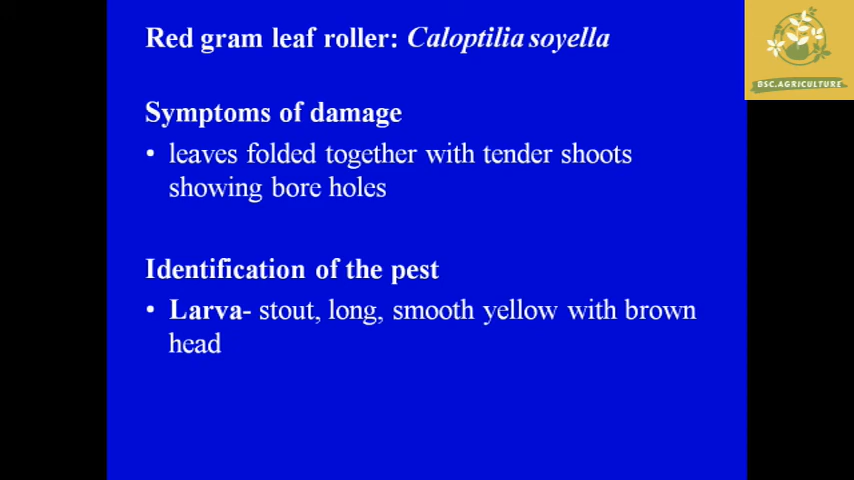 Red gram leaf roller: Caloptilia soyella
BSC.AGRICULTURE
Symptoms of damage
• leaves folded together with tender shoots
showing bore holes
Identification of the pest
• Larva- stout, long, smooth yellow with brown
head